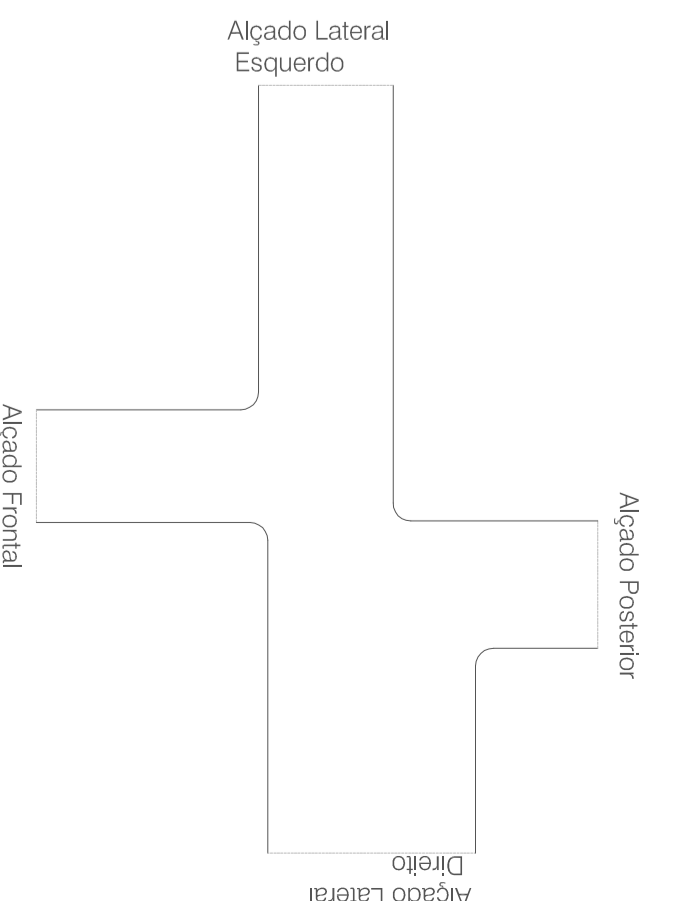 Alçado Lateral
Esquerdo
Alçado Frontal
Alçado Posterior
Alçado Lateral
Direito